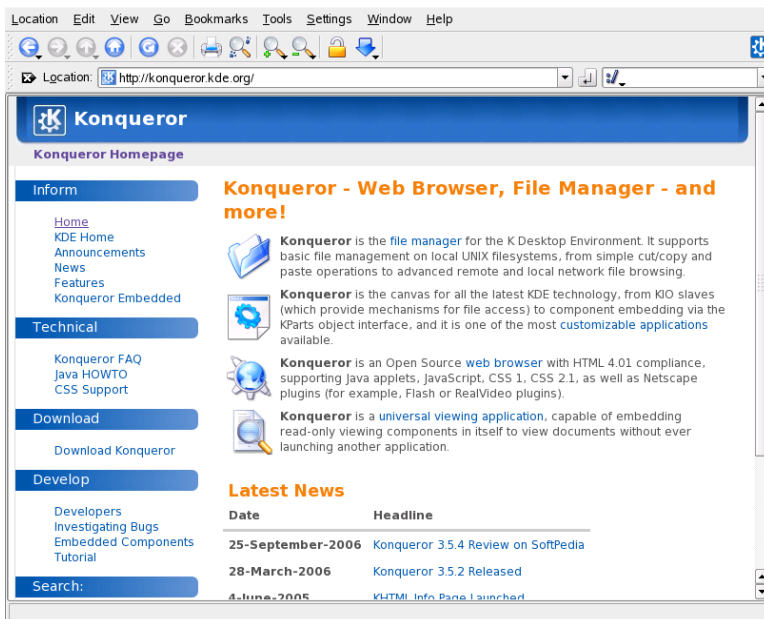 Location Edit View Go Bookmarks Tools Settings Window Help
Location: http://konqueror.kde.org/
Konqueror
Konqueror Homepage
Inform
Home
KDE Home
Announcements
News
Features
Konqueror Embedded
Technical
Konqueror FAQ
Java HOWTO
CSS Support
Download
Download Konqueror
Develop
Developers
Investigating Bugs
Embedded Components
Tutorial
Search:
Konqueror - Web Browser, File Manager - and
more!
Konqueror is the file manager for the K Desktop Environment. It supports
basic file management on local UNIX filesystems, from simple cut/copy and
paste operations to advanced remote and local network file browsing.
Konqueror is the canvas for all the latest KDE technology, from KIO slaves
(which provide mechanisms for file access) to component embedding via the
KParts object interface, and it is one of the most customizable applications
available.
Konqueror is an Open Source web browser with HTML 4.01 compliance,
supporting Java applets, JavaScript, CSS 1, CSS 2.1, as well as Netscape
plugins (for example, Flash or RealVideo plugins).
Konqueror is a universal viewing application, capable of embedding
read-only viewing components in itself to view documents without ever
launching another application.
Latest News
Date Headline
25-September-2006 Konqueror 3.5.4 Review on SoftPedia
28-March-2006 Konqueror 3.5.2 Released
4-June-2005 KHTML Info Page Launched